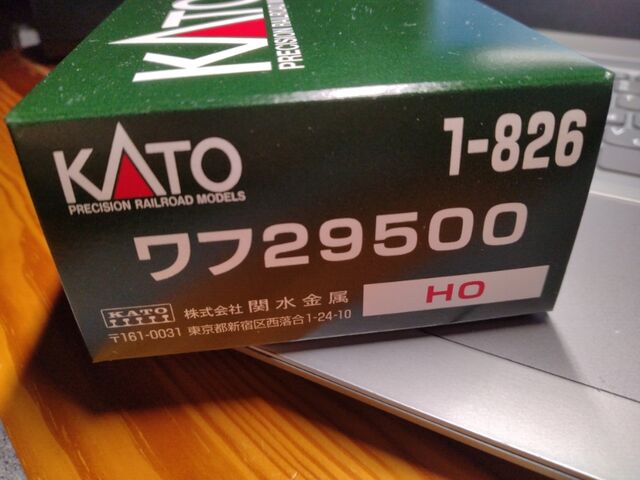 KATO
PRECISION RAILROAD
KATO
PRECISION RAILROAD MODELS
1-826
ワフ29500
KATO
株式会社 関水金属
HO
〒161-0031 東京都新宿区西落合1-24-10